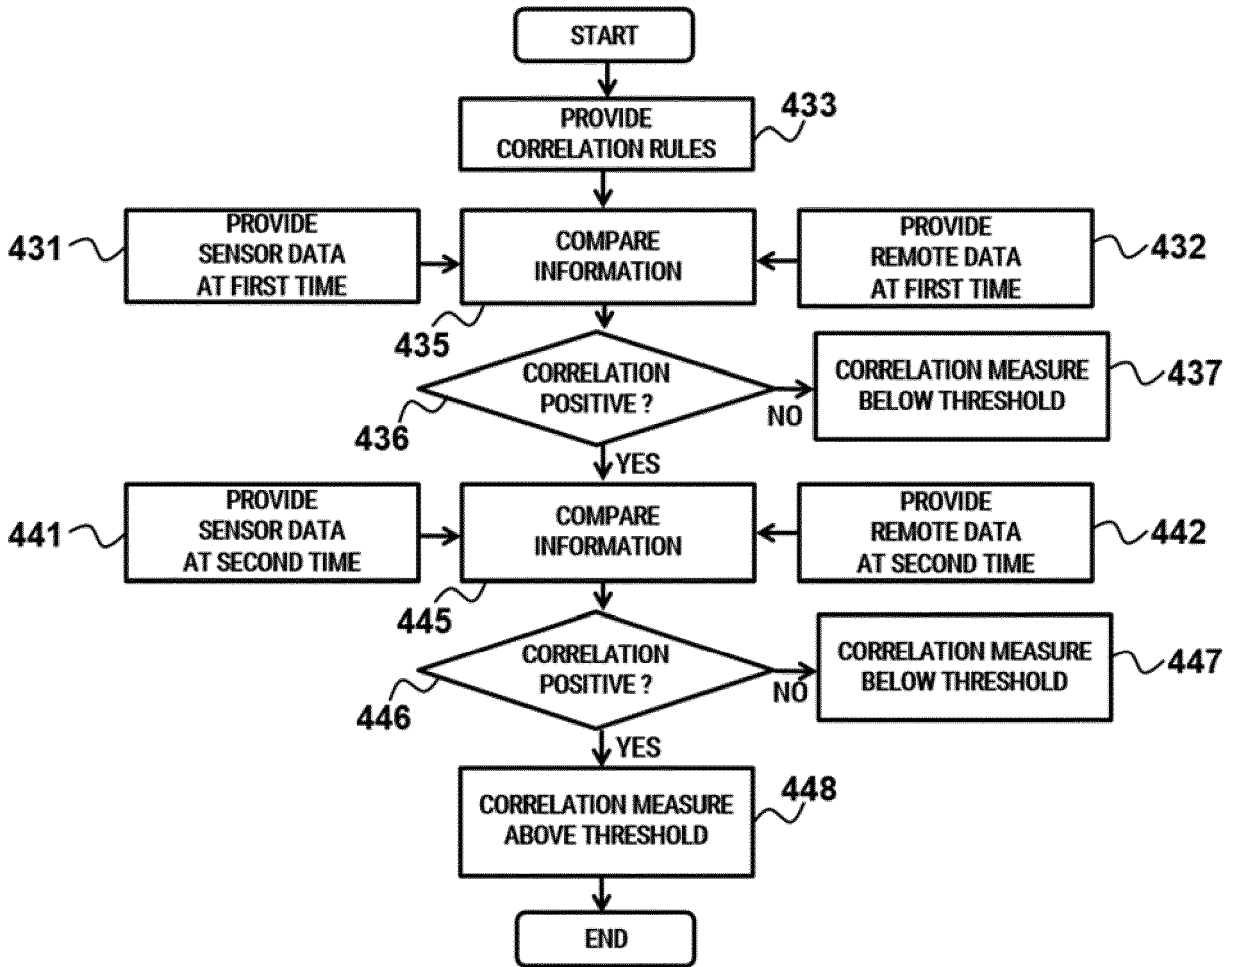 START
PROVIDE
CORRELATION RULES
433
431
PROVIDE
SENSOR DATA
AT FIRST TIME
COMPARE
INFORMATION
435
PROVIDE
REMOTE DATA
AT FIRST TIME
432
CORRELATION
POSITIVE ?
436
NO
CORRELATION MEASURE
BELOW THRESHOLD
437
YES
441
PROVIDE
SENSOR DATA
AT SECOND TIME
COMPARE
INFORMATION
445
PROVIDE
REMOTE DATA
AT SECOND TIME
442
CORRELATION
POSITIVE ?
446
NO
CORRELATION MEASURE
BELOW THRESHOLD
447
YES
CORRELATION MEASURE
ABOVE THRESHOLD
448
END